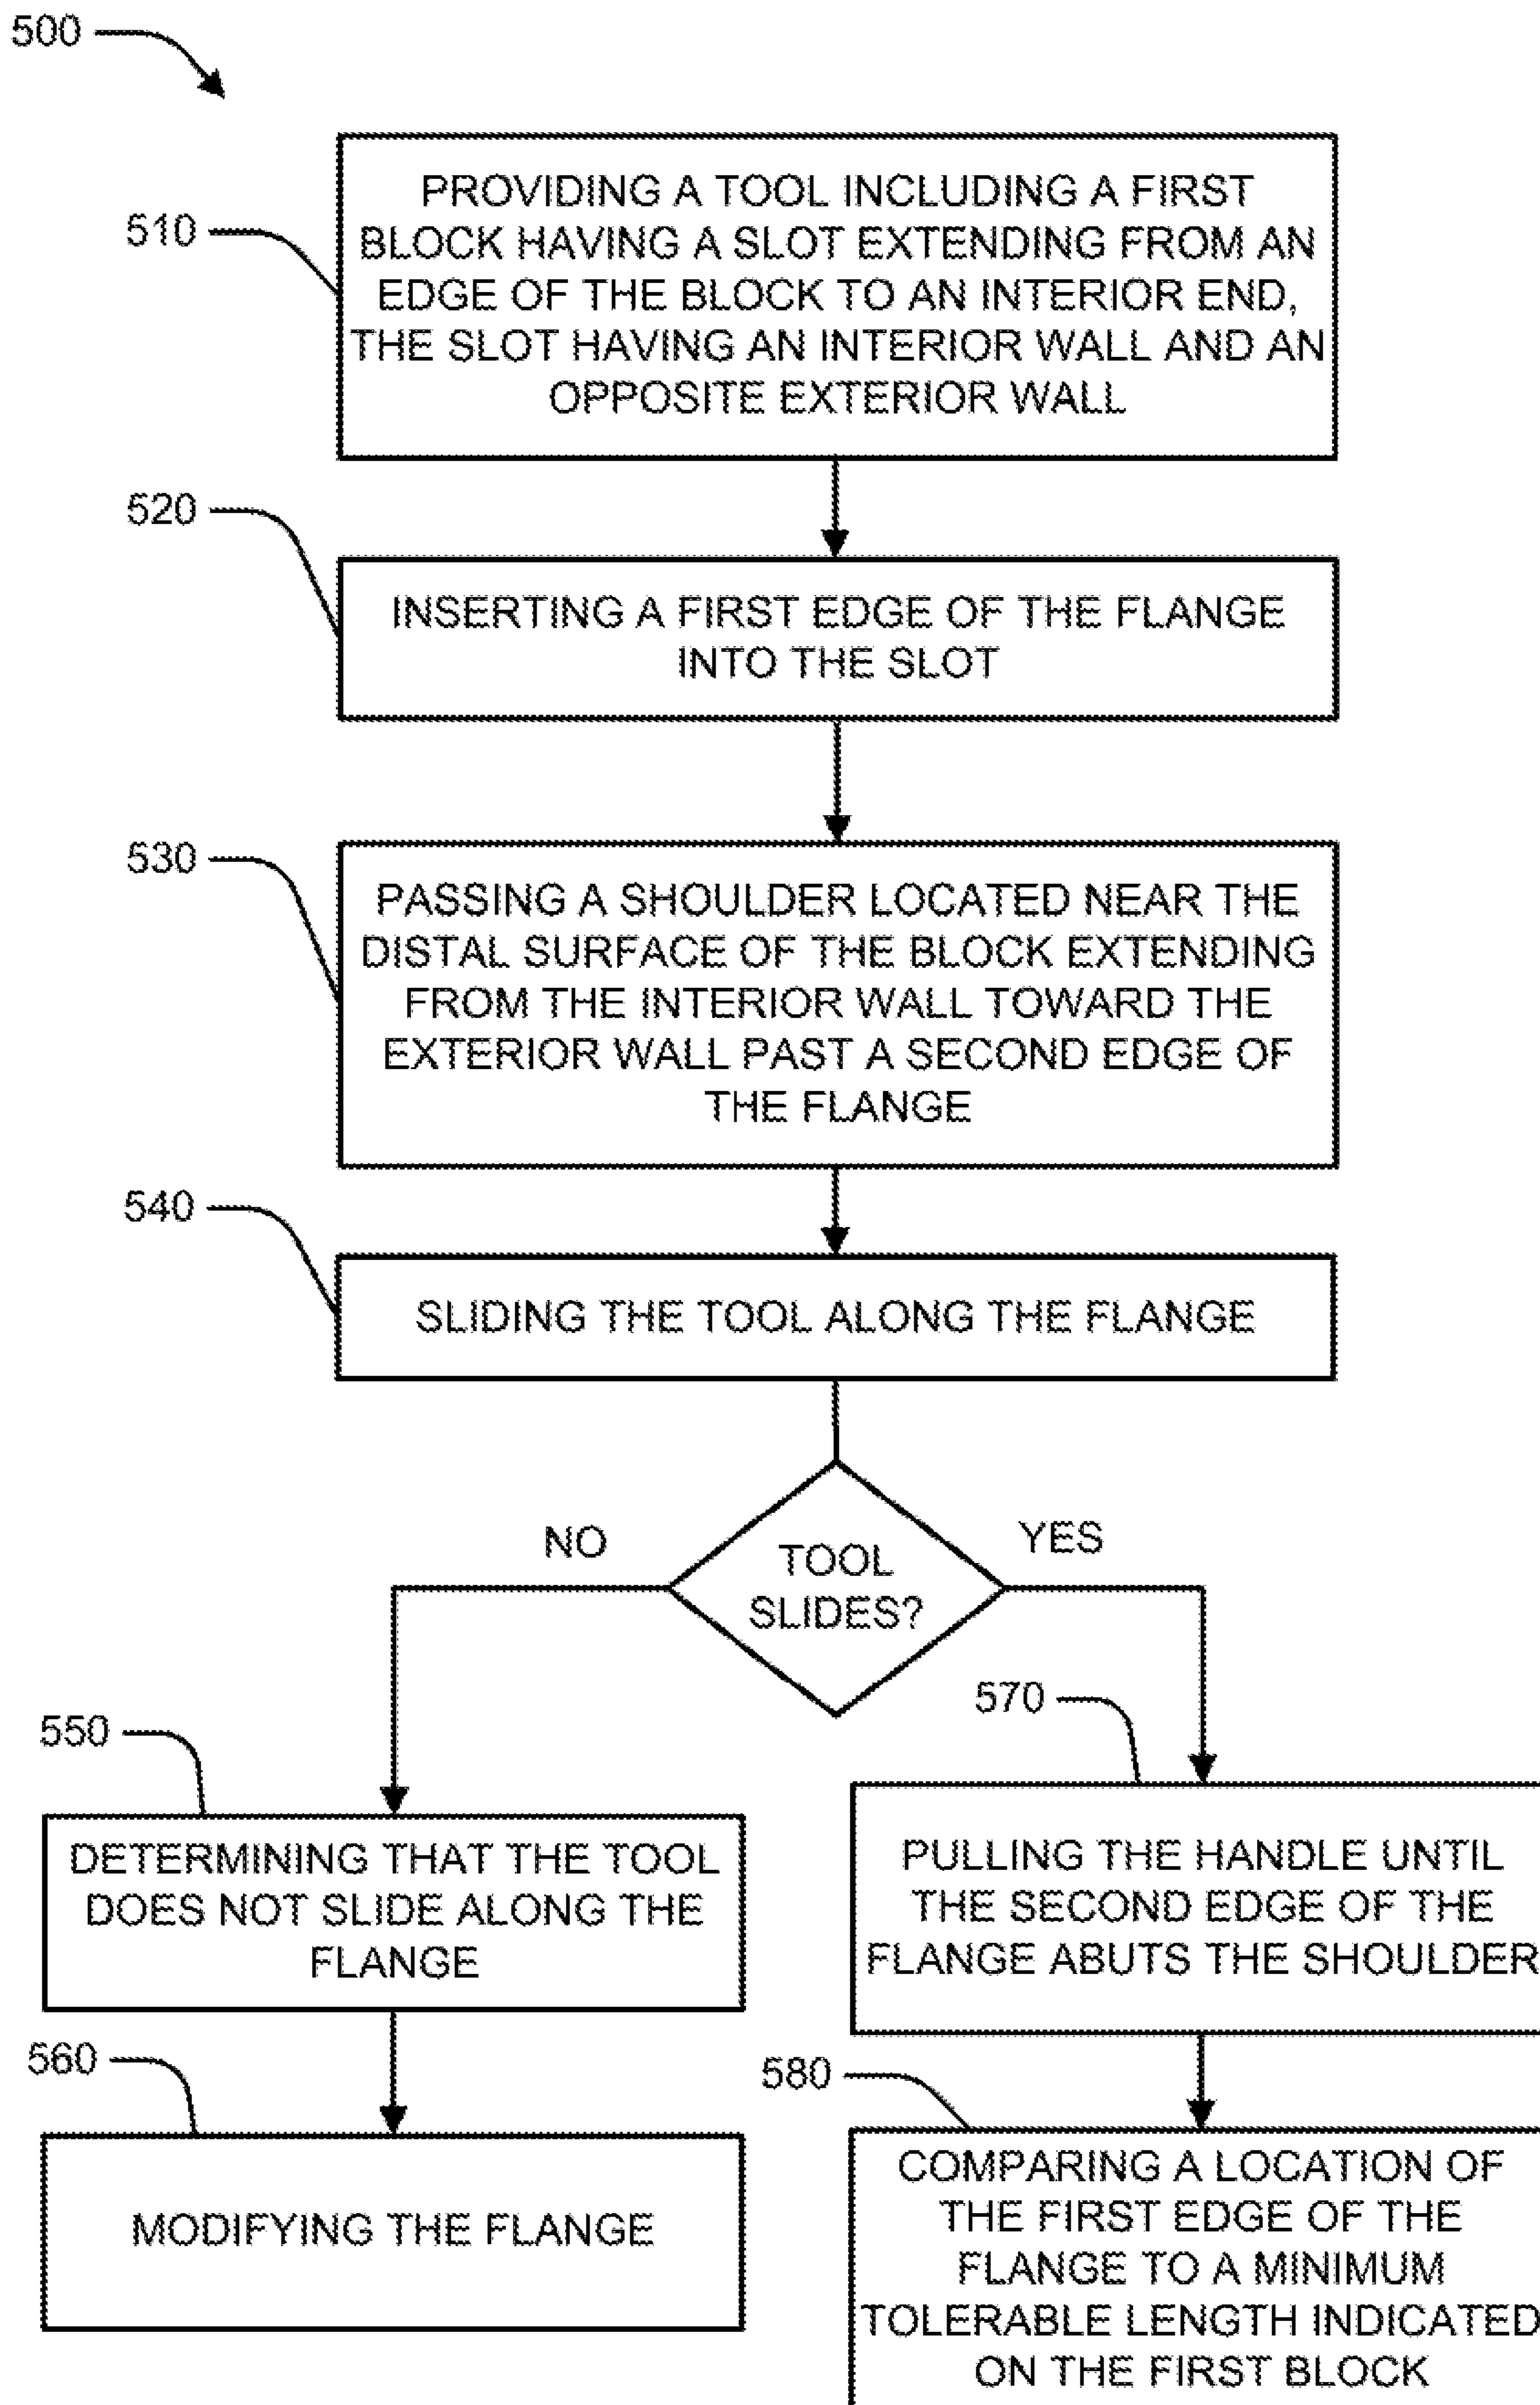 500
510
PROVIDING A TOOL INCLUDING A FIRST
BLOCK HAVING A SLOT EXTENDING FROM AN
EDGE OF THE BLOCK TO AN INTERIOR END,
THE SLOT HAVING AN INTERIOR WALL AND AN
OPPOSITE EXTERIOR WALL
520
INSERTING A FIRST EDGE OF THE FLANGE
INTO THE SLOT
530
PASSING A SHOULDER LOCATED NEAR THE
DISTAL SURFACE OF THE BLOCK EXTENDING
FROM THE INTERIOR WALL TOWARD THE
EXTERIOR WALL PAST A SECOND EDGE OF
THE FLANGE
540
SLIDING THE TOOL ALONG THE FLANGE
NO
YES
TOOL
SLIDES?
550
DETERMINING THAT THE TOOL
DOES NOT SLIDE ALONG THE
FLANGE
560
MODIFYING THE FLANGE
570
PULLING THE HANDLE UNTIL
THE SECOND EDGE OF THE
FLANGE ABUTS THE SHOULDER
580
COMPARING A LOCATION OF
THE FIRST EDGE OF THE
FLANGE TO A MINIMUM
TOLERABLE LENGTH INDICATED
ON THE FIRST BLOCK